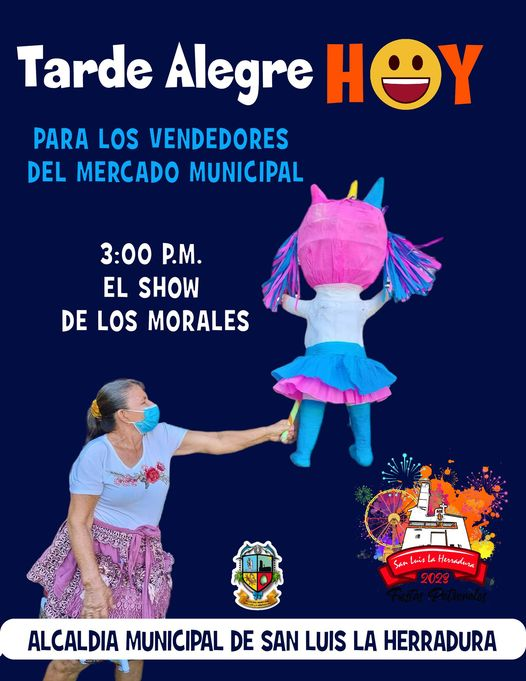 Tarde Alegre HOY
PARA LOS VENDEDORES
DEL MERCADO MUNICIPAL
3:00 P.M.
EL SHOW
DE LOS MORALES
San Luis la Herradura
2023
Fiestas Patronales
ALCALDIA MUNICIPAL DE SAN LUIS LA HERRADURA